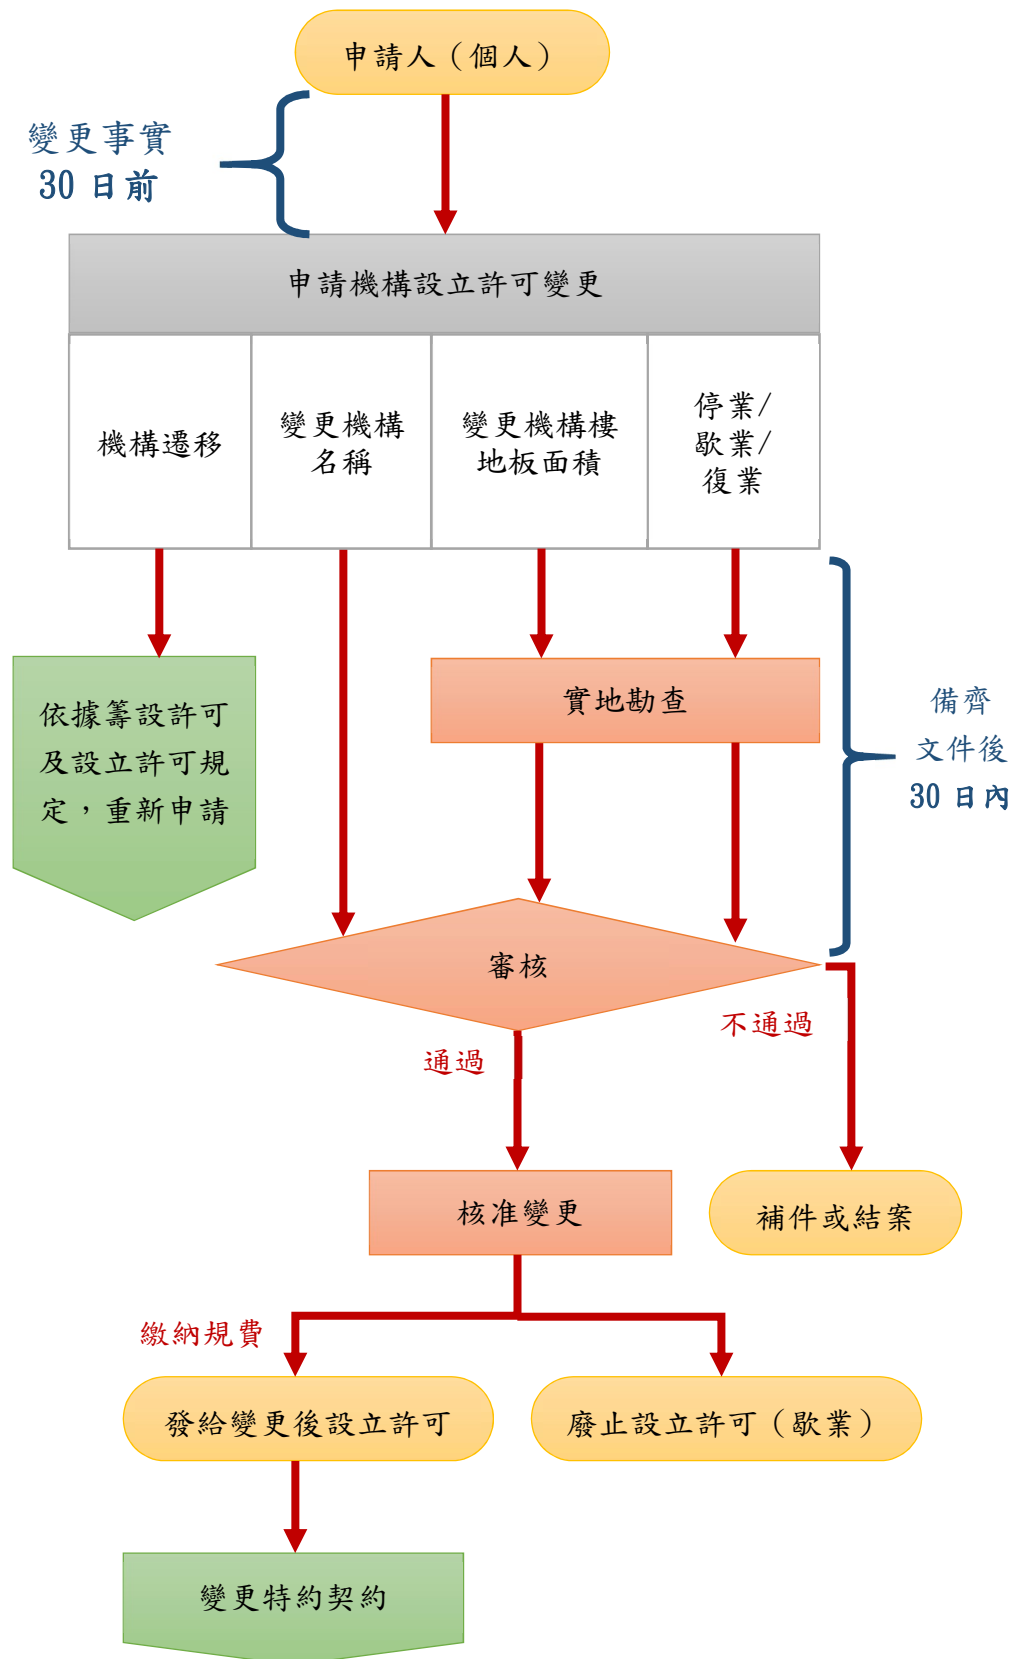 申請人（個人）
變更事實
30 日前
申請機構設立許可變更
機構遷移
變更機構
名稱
變更機構樓
地板面積
停業/
歇業/
復業
依據籌設許可
及設立許可規
定，重新申請
實地勘查
備齊
文件後
30 日內
審核
不通過
通過
核准變更
補件或結案
繳納規費
發給變更後設立許可
廢止設立許可（歇業）
變更特約契約